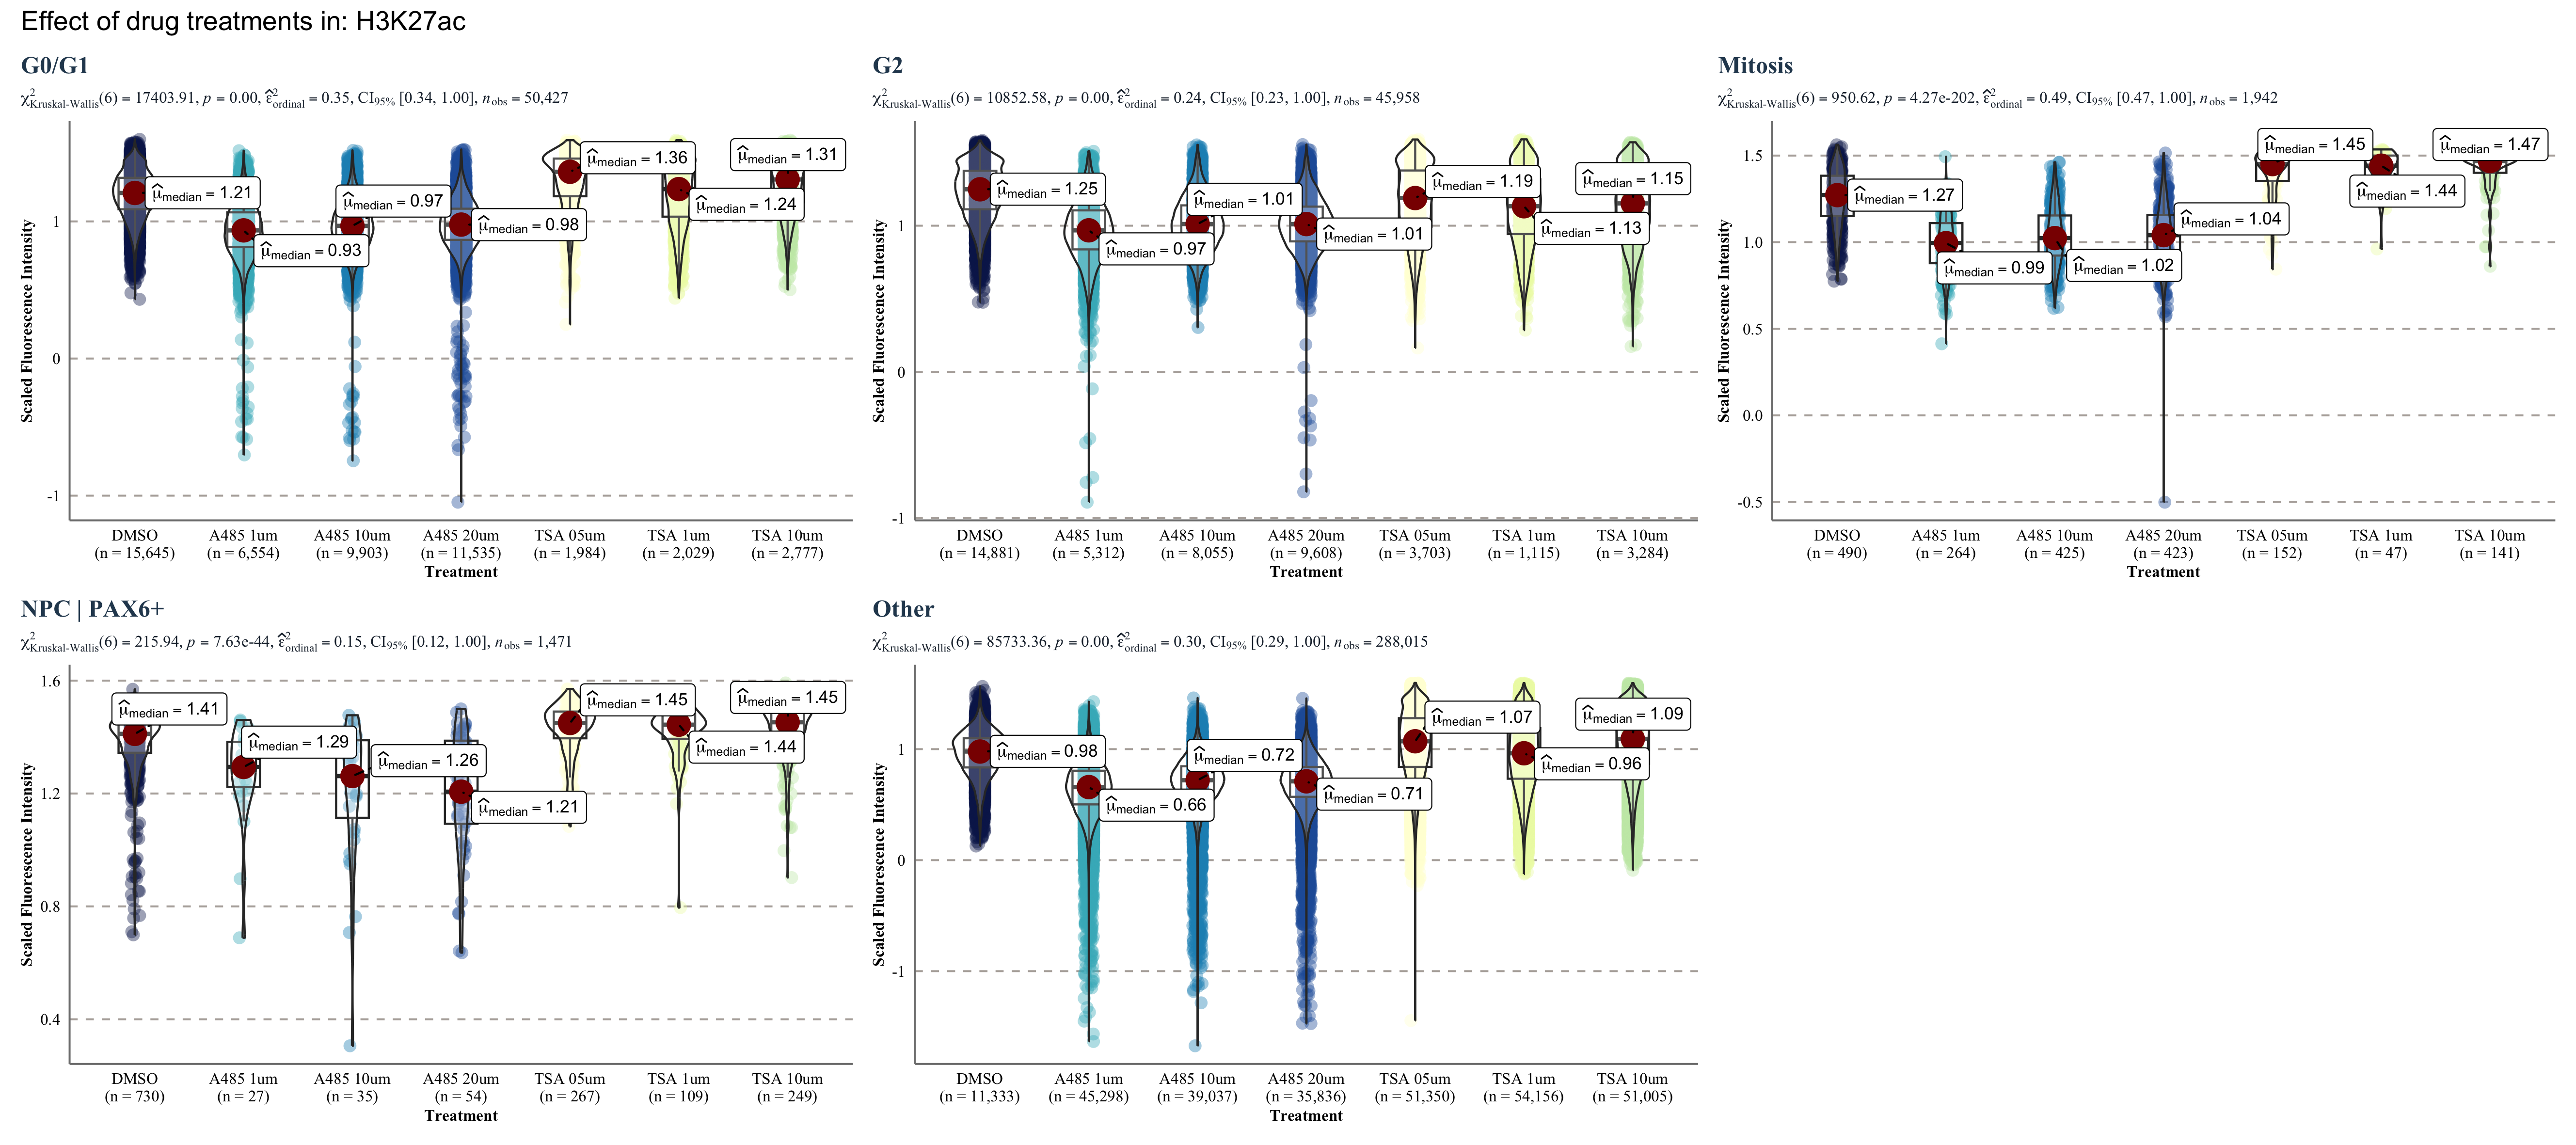 Effect of drug treatments in: H3K27ac
G0/G1
χ²Kruskal-Wallis(6) = 17403.91, p = 0.00, ε̂²ordinal = 0.35, CI95% [0.34, 1.00], nobs = 50,427
Scaled Fluorescence Intensity
1
0
-1
μ̂median = 1.21
μ̂median = 0.93
μ̂median = 0.97
μ̂median = 0.98
μ̂median = 1.36
μ̂median = 1.24
μ̂median = 1.31
DMSO A485 1um A485 10um A485 20um TSA 05um TSA 1um TSA 10um
(n = 15,645) (n = 6,554) (n = 9,903) (n = 11,535) (n = 1,984) (n = 2,029) (n = 2,777)
Treatment
G2
χ²Kruskal-Wallis(6) = 10852.58, p = 0.00, ε̂²ordinal = 0.24, CI95% [0.23, 1.00], nobs = 45,958
Scaled Fluorescence Intensity
1
0
-1
μ̂median = 1.25
μ̂median = 0.97
μ̂median = 1.01
μ̂median = 1.01
μ̂median = 1.19
μ̂median = 1.13
μ̂median = 1.15
DMSO A485 1um A485 10um A485 20um TSA 05um TSA 1um TSA 10um
(n = 14,881) (n = 5,312) (n = 8,055) (n = 9,608) (n = 3,703) (n = 1,115) (n = 3,284)
Treatment
Mitosis
χ²Kruskal-Wallis(6) = 950.62, p = 4.27e-202, ε̂²ordinal = 0.49, CI95% [0.47, 1.00], nobs = 1,942
Scaled Fluorescence Intensity
1.5
1.0
0.5
0.0
-0.5
μ̂median = 1.27
μ̂median = 0.99
μ̂median = 1.02
μ̂median = 1.04
μ̂median = 1.45
μ̂median = 1.44
μ̂median = 1.47
DMSO A485 1um A485 10um A485 20um TSA 05um TSA 1um TSA 10um
(n = 490) (n = 264) (n = 425) (n = 423) (n = 152) (n = 47) (n = 141)
Treatment
NPC | PAX6+
χ²Kruskal-Wallis(6) = 215.94, p = 7.63e-44, ε̂²ordinal = 0.15, CI95% [0.12, 1.00], nobs = 1,471
Scaled Fluorescence Intensity
1.6
1.2
0.8
0.4
μ̂median = 1.41
μ̂median = 1.29
μ̂median = 1.26
μ̂median = 1.21
μ̂median = 1.45
μ̂median = 1.44
μ̂median = 1.45
DMSO A485 1um A485 10um A485 20um TSA 05um TSA 1um TSA 10um
(n = 730) (n = 27) (n = 35) (n = 54) (n = 267) (n = 109) (n = 249)
Treatment
Other
χ²Kruskal-Wallis(6) = 85733.36, p = 0.00, ε̂²ordinal = 0.30, CI95% [0.29, 1.00], nobs = 288,015
Scaled Fluorescence Intensity
1
0
-1
μ̂median = 0.98
μ̂median = 0.66
μ̂median = 0.72
μ̂median = 0.71
μ̂median = 1.07
μ̂median = 0.96
μ̂median = 1.09
DMSO A485 1um A485 10um A485 20um TSA 05um TSA 1um TSA 10um
(n = 11,333) (n = 45,298) (n = 39,037) (n = 35,836) (n = 51,350) (n = 54,156) (n = 51,005)
Treatment